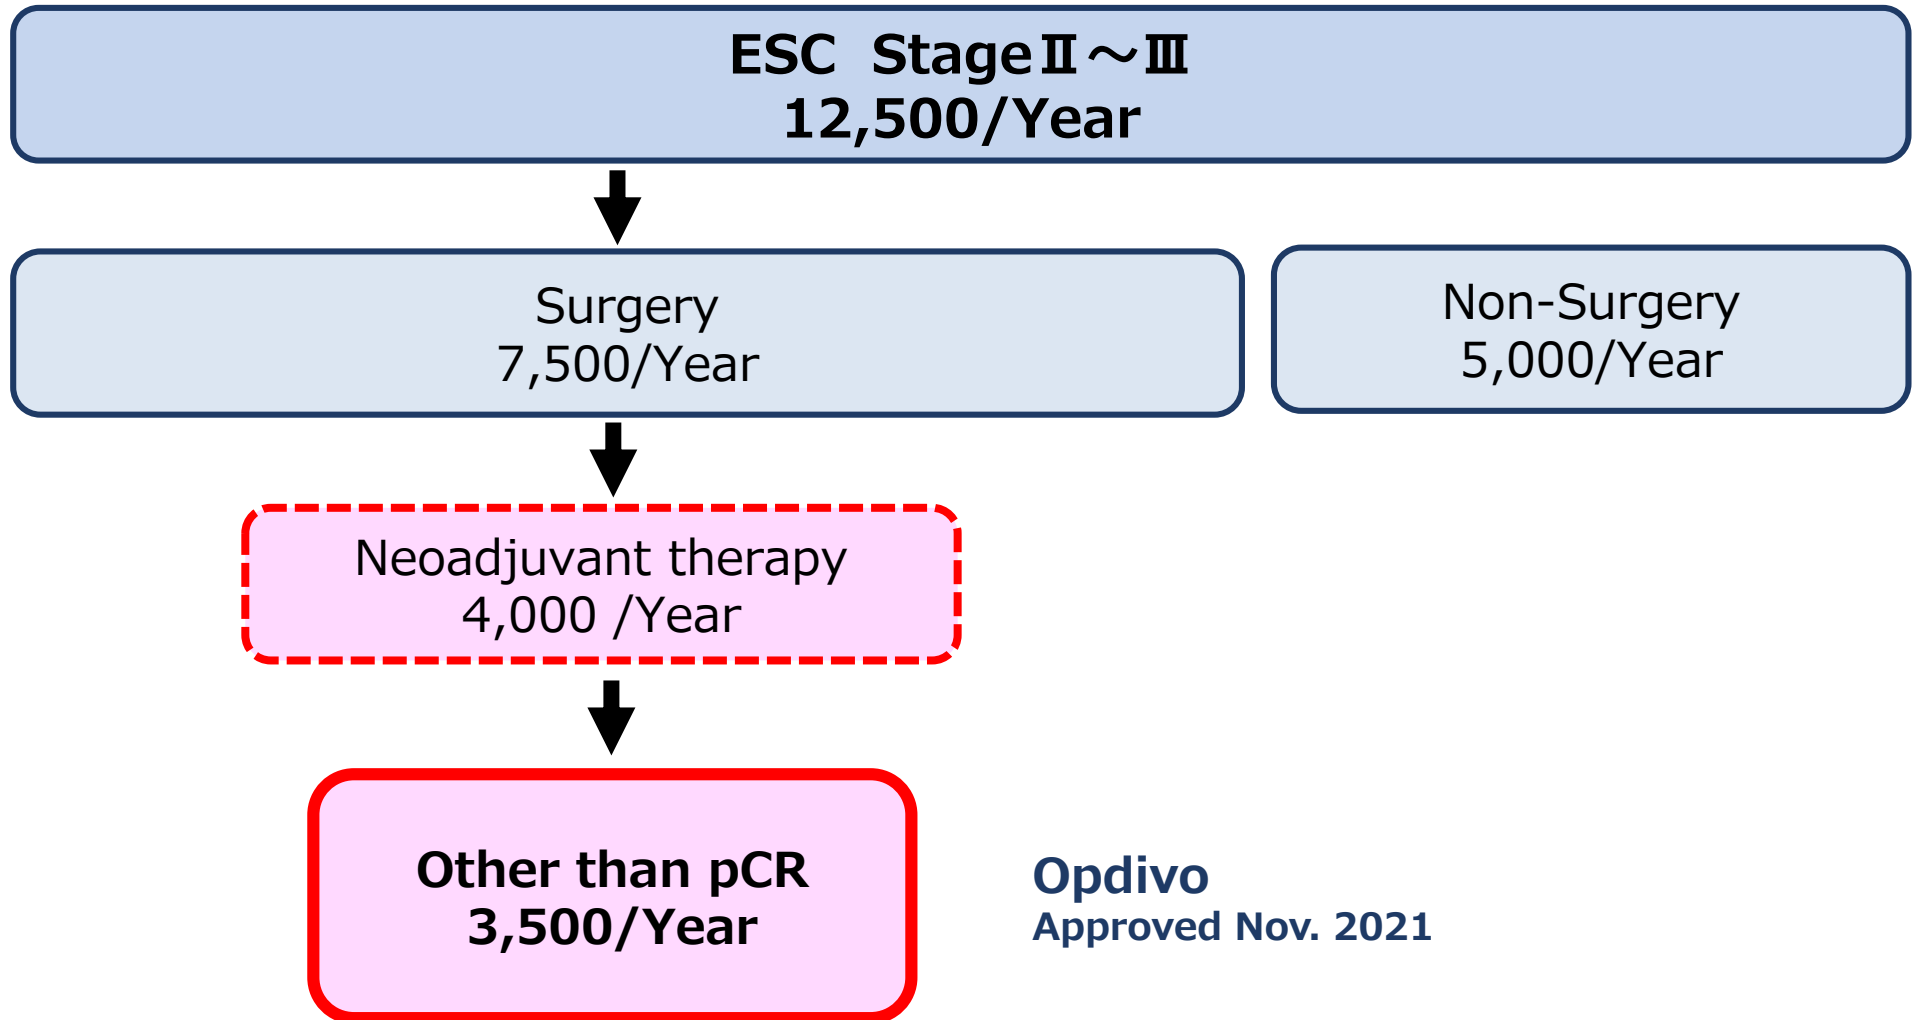 ESC StageⅡ～Ⅲ
12,500/Year
Surgery
7,500/Year
Non-Surgery
5,000/Year
Neoadjuvant therapy
4,000 /Year
Other than pCR
3,500/Year
Opdivo
Approved Nov. 2021